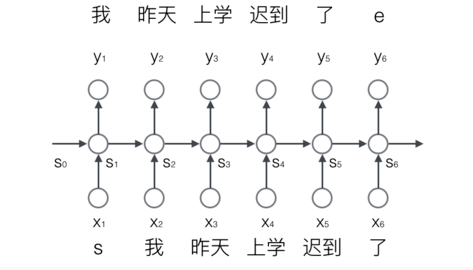 我 昨天 上学 迟到 了 e
y1 y2 y3 y4 y5 y6
S0 S1 S2 S3 S4 S5 S6
x1 x2 x3 x4 x5 x6
s 我 昨天 上学 迟到 了